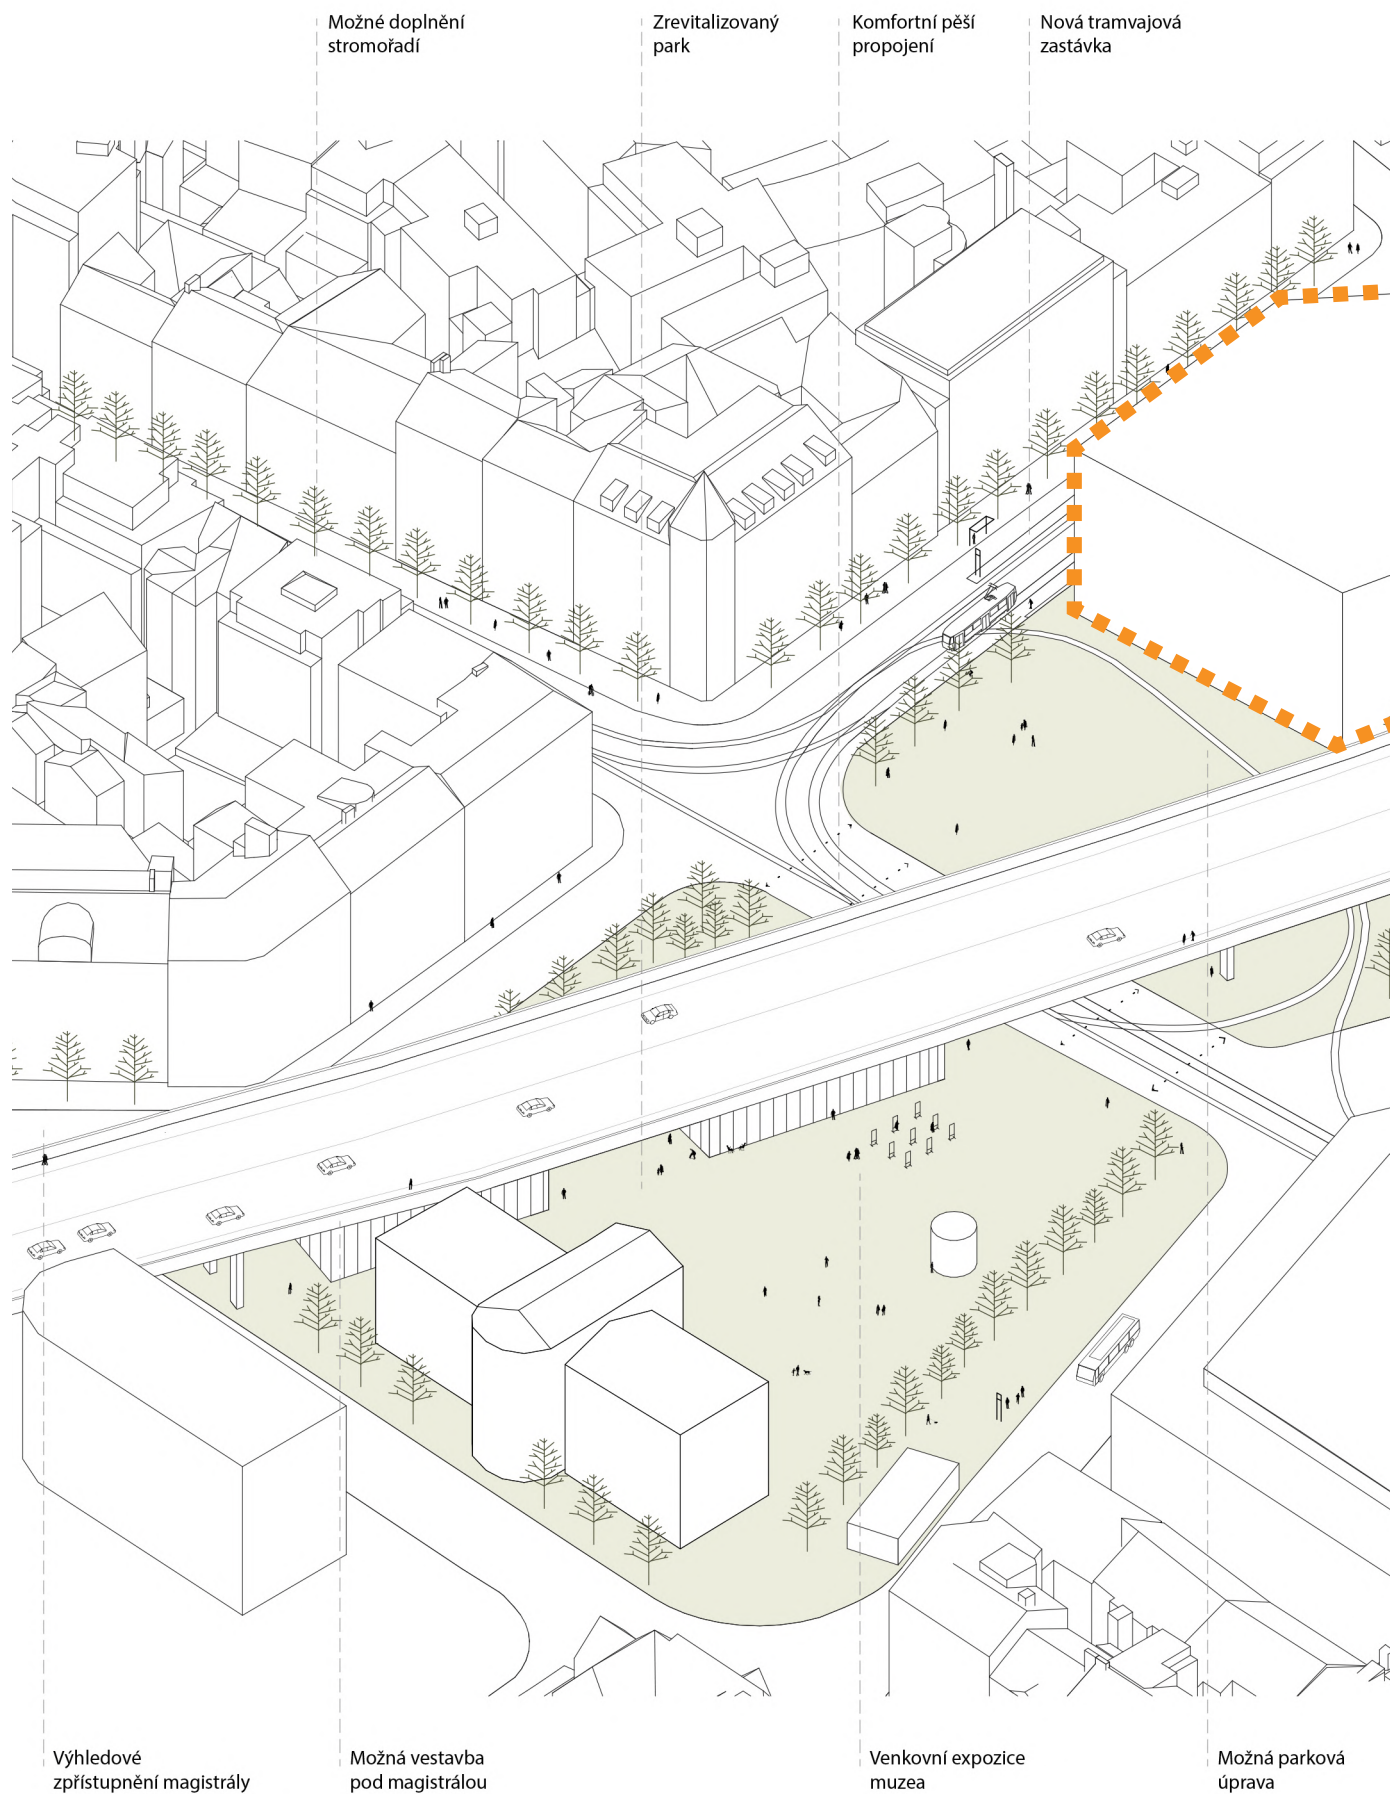 Možné doplnění
stromořadí
Zrevitalizovaný
park
Komfortní pěší
propojení
Nová tramvajová
zastávka
Výhledové
zpřístupnění magistrály
Možná vestavba
pod magistrálou
Venkovní expozice
muzea
Možná parková
úprava